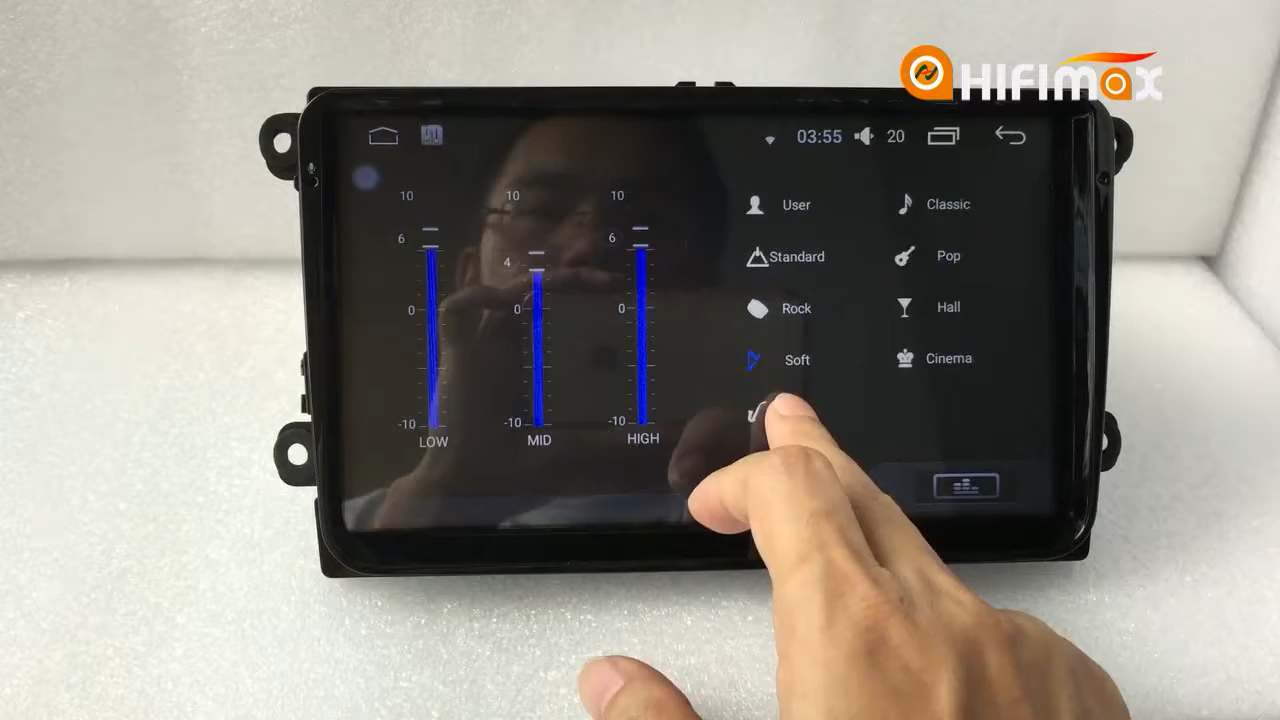 HIFIMAX
03:55 20
10 10 10
6 6
4
0 0 0
-10 -10 -10
LOW MID HIGH
User Classic
Standard Pop
Rock Hall
Soft Cinema